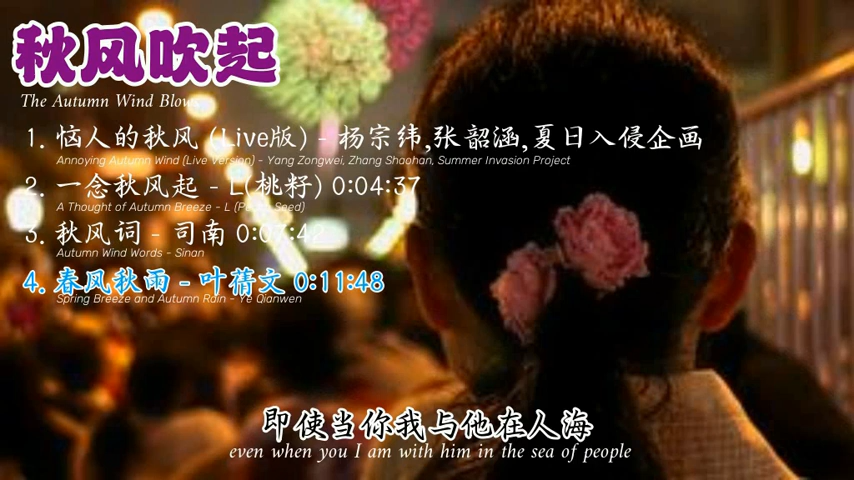 秋风吹起
The Autumn Wind Blows
1. 恼人的秋风 (Live版) - 杨宗纬,张韶涵,夏日入侵企画
Annoying Autumn Wind (Live Version) - Yang Zongwei, Zhang Shaohan, Summer Invasion Project
2. 一念秋风起 - L(桃籽) 0:04:37
A Thought of Autumn Breeze - L (Peach Seed)
3. 秋风词 - 司南 0:07:42
Autumn Wind Words - Sinan
4. 春风秋雨 - 叶蒨文 0:11:48
Spring Breeze and Autumn Rain - Ye Qianwen
即使当你我与他在人海
even when you I am with him in the sea of people